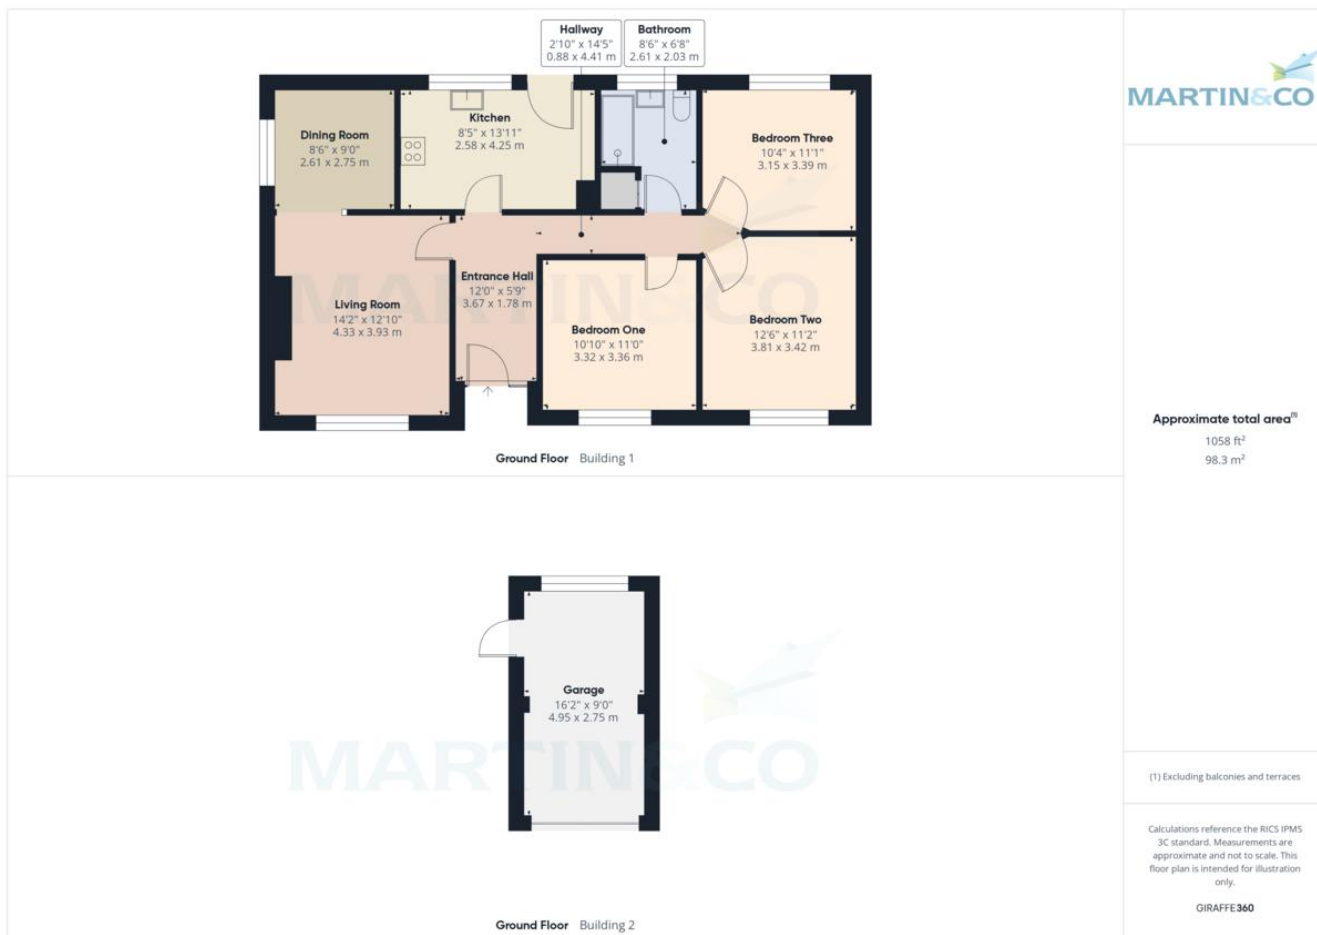 Hallway
2'10" x 14'5"
0.88 x 4.41 m
Bathroom
8'6" x 6'8"
2.61 x 2.03 m
Dining Room
8'6" x 9'0"
2.61 x 2.75 m
Kitchen
8'5" x 13'11"
2.58 x 4.25 m
Bedroom Three
10'4" x 11'1"
3.15 x 3.39 m
Entrance Hall
12'0" x 5'9"
3.67 x 1.78 m
Living Room
14'2" x 12'10"
4.33 x 3.93 m
Bedroom One
10'10" x 11'0"
3.32 x 3.36 m
Bedroom Two
12'6" x 11'2"
3.81 x 3.42 m
MARTIN&CO
Ground Floor Building 1
Garage
16'2" x 9'0"
4.95 x 2.75 m
MARTIN&CO
Ground Floor Building 2
MARTIN&CO
Approximate total area(1)
1058 ft²
98.3 m²
(1) Excluding balconies and terraces
Calculations reference the RICS IPMS
3C standard. Measurements are
approximate and not to scale. This
floor plan is intended for illustration
only.
GIRAFFE360